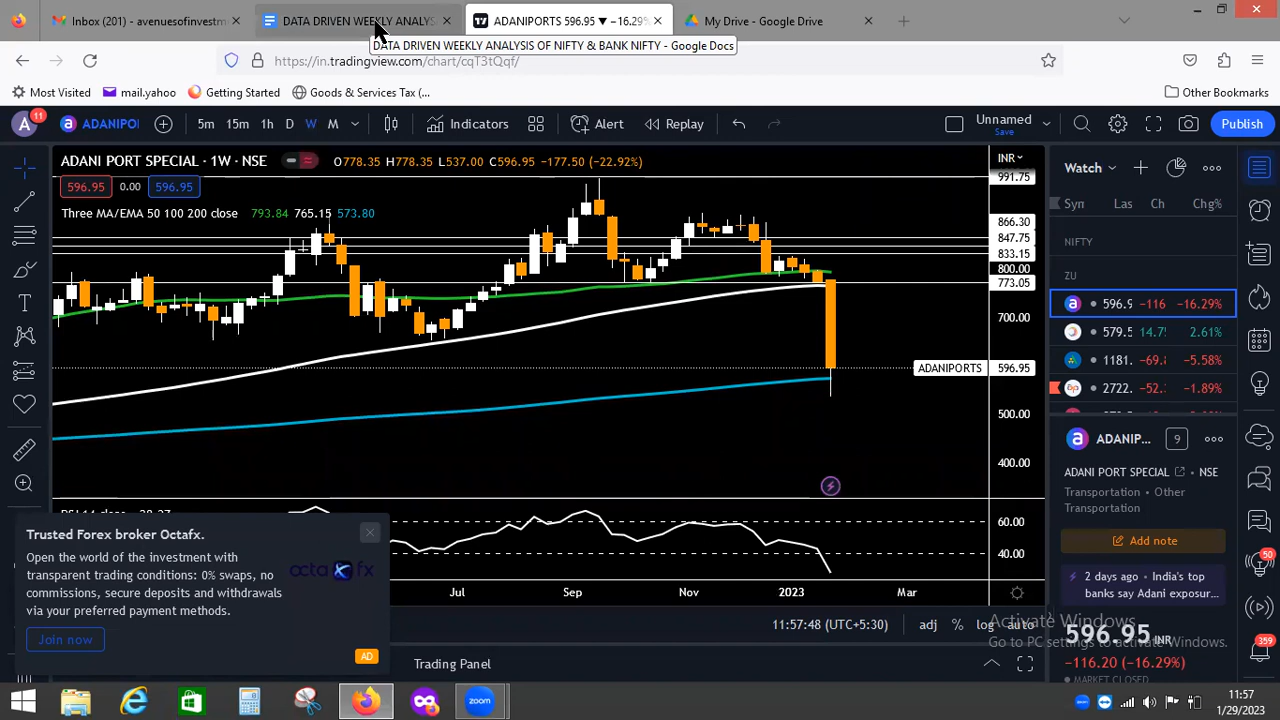 Inbox (201) - avenuesofinvestm
DATA DRIVEN WEEKLY ANALYS
ADANIPORTS 596.95 ▼ −16.29%
My Drive - Google Drive
DATA DRIVEN WEEKLY ANALYSIS OF NIFTY & BANK NIFTY - Google Docs
https://in.tradingview.com/chart/cqT3tQqf/
Most Visited
mail.yahoo
Getting Started
Goods & Services Tax (...
Other Bookmarks
A
11
ADANIPO
5m
15m
1h
D
W
M
Indicators
Alert
Replay
Unnamed
Save
Publish
ADANI PORT SPECIAL · 1W · NSE
O778.35 H778.35 L537.00 C596.95 −177.50 (−22.92%)
INR
Watch
596.95
0.00
596.95
Three MA/EMA 50 100 200 close 793.84 765.15 573.80
991.75
866.30
847.75
833.15
800.00
773.05
700.00
ADANIPORTS 596.95
500.00
400.00
60.00
40.00
Jul
Sep
Nov
2023
Mar
Syn
Las
Ch
Chg%
NIFTY
ZU
596.9 −116 −16.29%
579.5 14.75 2.61%
1181. −69.8 −5.58%
2722. −52. −1.89%
ADANIP...
9
ADANI PORT SPECIAL NSE
Transportation • Other
Transportation
Add note
2 days ago • India's top
banks say Adani exposur...
596.95 INR
−116.20 (−16.29%)
MARKET CLOSED
50
359
Trusted Forex broker Octafx.
Open the world of the investment with
transparent trading conditions: 0% swaps, no
commissions, secure deposits and withdrawals
via your preferred payment methods.
octa fx
Join now
AD
11:57:48 (UTC+5:30)
adj
%
log
auto
Trading Panel
Activate Windows
Go to PC settings to activate Windows.
zoom
11:57
1/29/2023